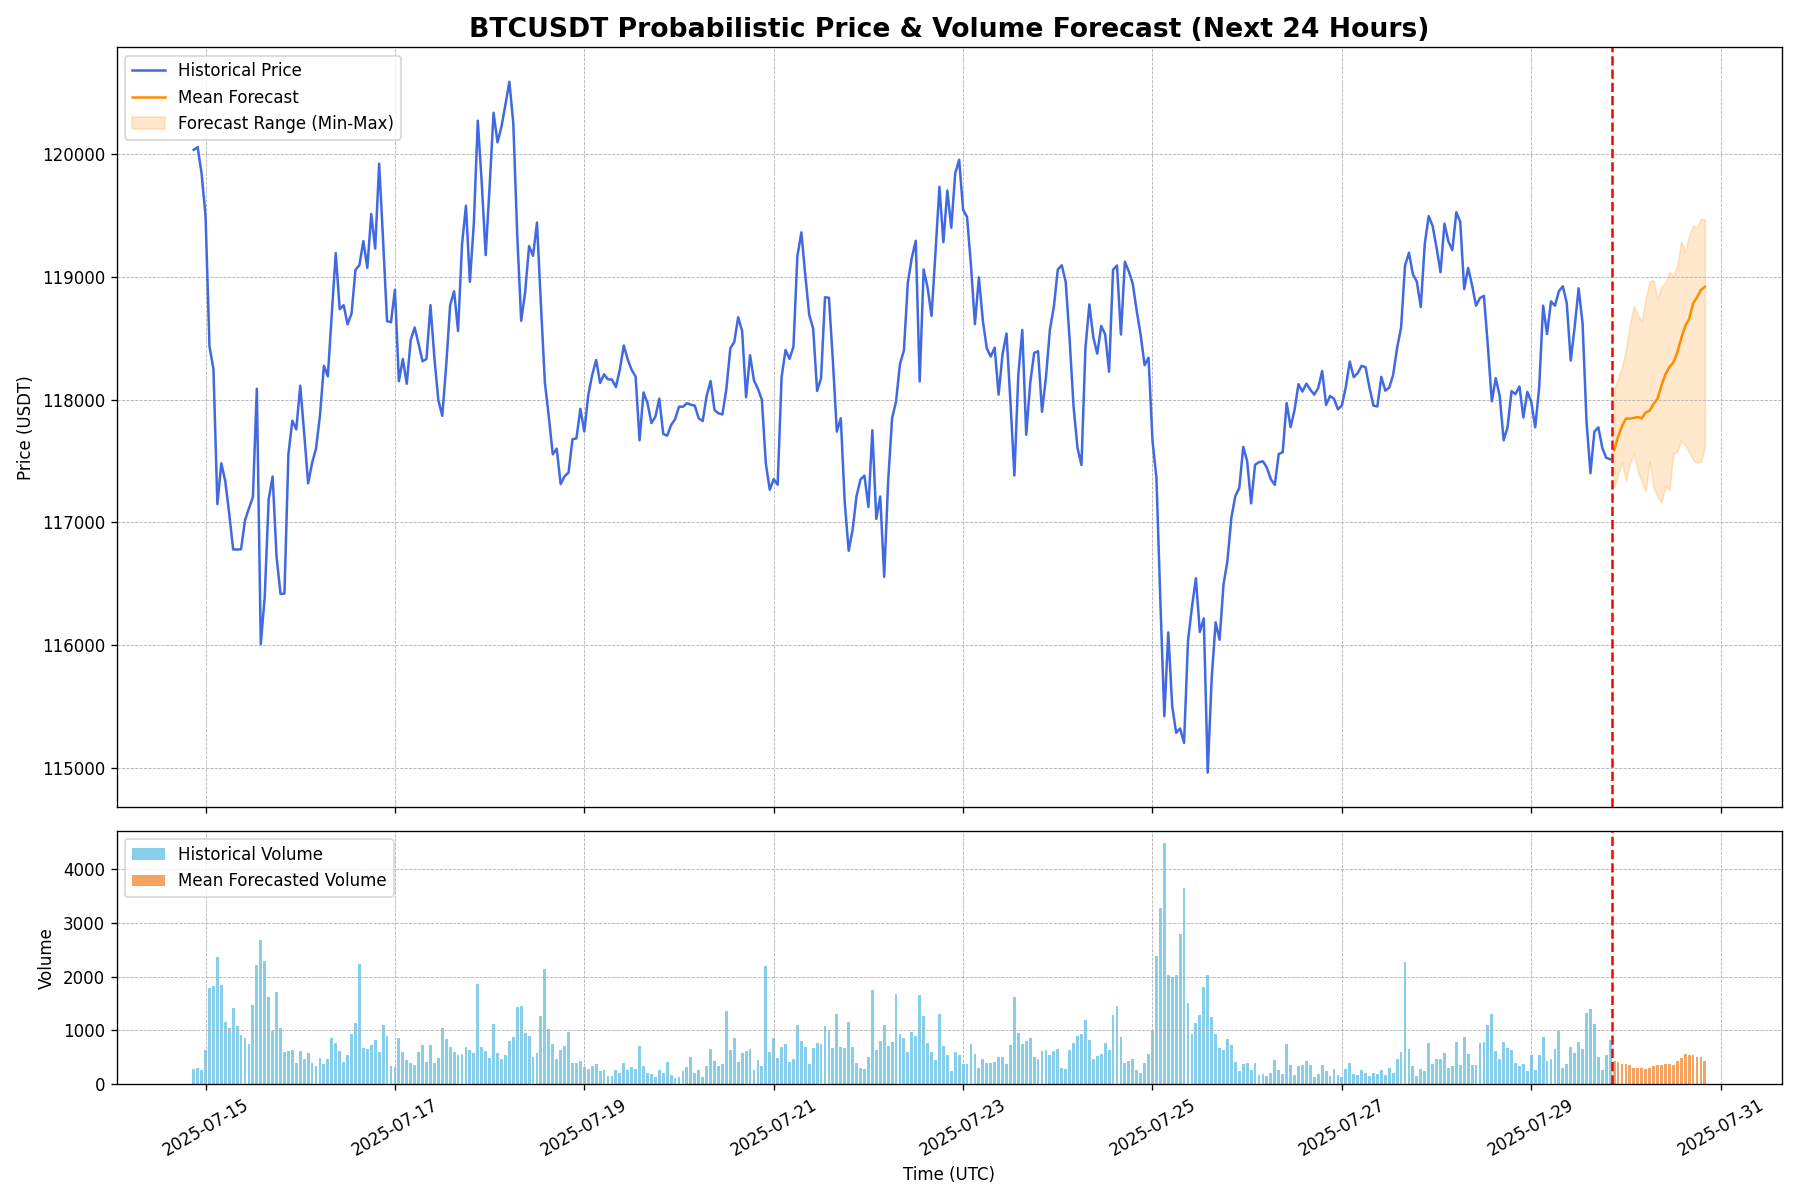 BTCUSDT Probabilistic Price & Volume Forecast (Next 24 Hours)
Historical Price
Mean Forecast
Forecast Range (Min-Max)
120000
119000
118000
117000
116000
115000
Price (USDT)
Historical Volume
Mean Forecasted Volume
4000
3000
2000
1000
0
Volume
2025-07-15
2025-07-17
2025-07-19
2025-07-21
2025-07-23
2025-07-25
2025-07-27
2025-07-29
2025-07-31
Time (UTC)